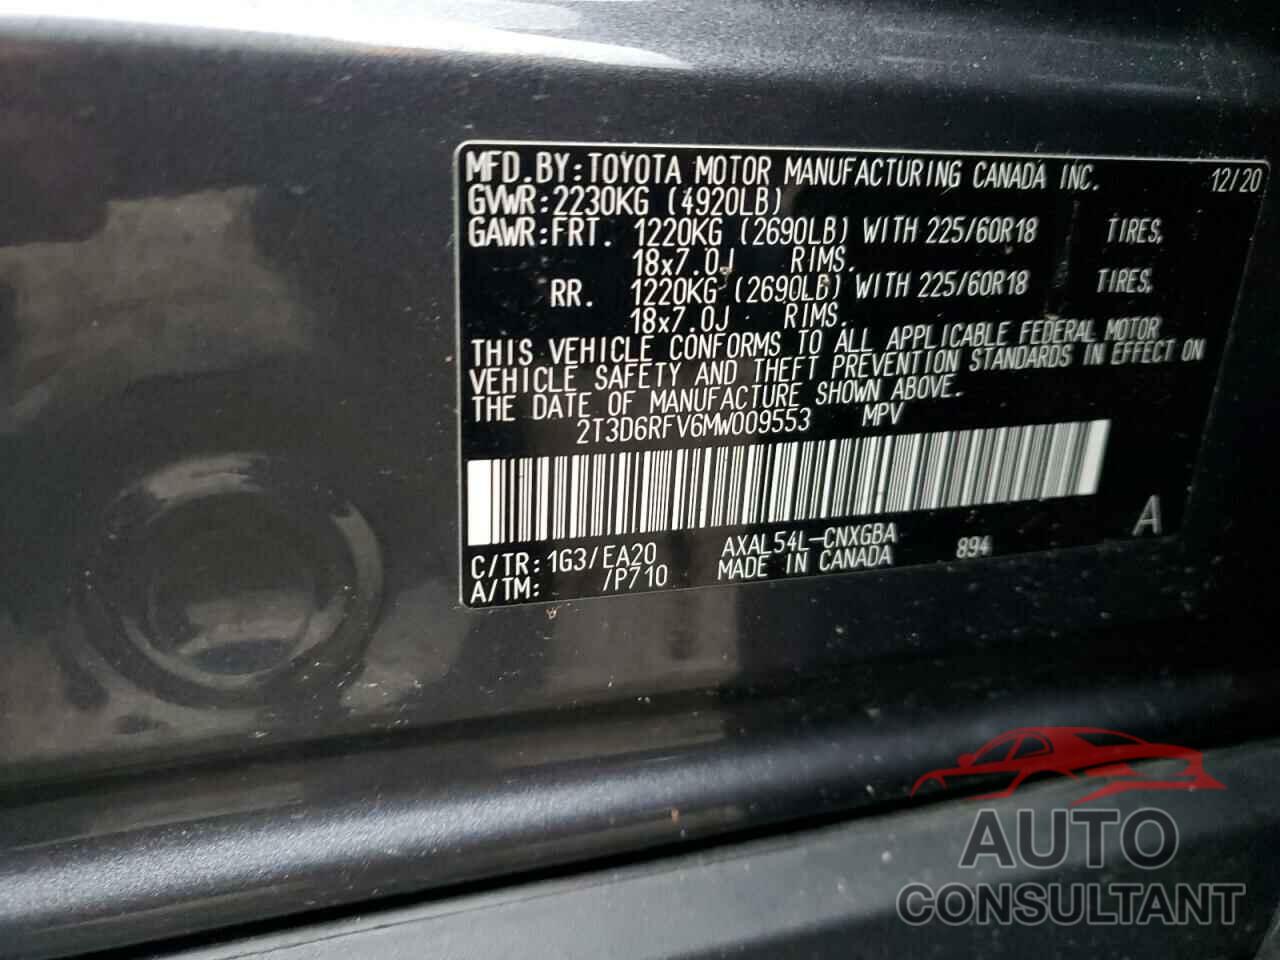 MFD.BY:TOYOTA MOTOR MANUFACTURING CANADA INC. 12/20
GVWR:2230KG (4920LB)
GAWR:FRT. 1220KG (2690LB) WITH 225/60R18 TIRES,
18x7.0J RIMS.
RR. 1220KG (2690LB) WITH 225/60R18 TIRES,
18x7.0J RIMS.
THIS VEHICLE CONFORMS TO ALL APPLICABLE FEDERAL MOTOR
VEHICLE SAFETY AND THEFT PREVENTION STANDARDS IN EFFECT ON
THE DATE OF MANUFACTURE SHOWN ABOVE.
2T3D6RFV6MW009553 MPV
A
C/TR:1G3/EA20 AXAL54L-CNXGBA 894
A/TM: /P710 MADE IN CANADA
AUTO
CONSULTANT